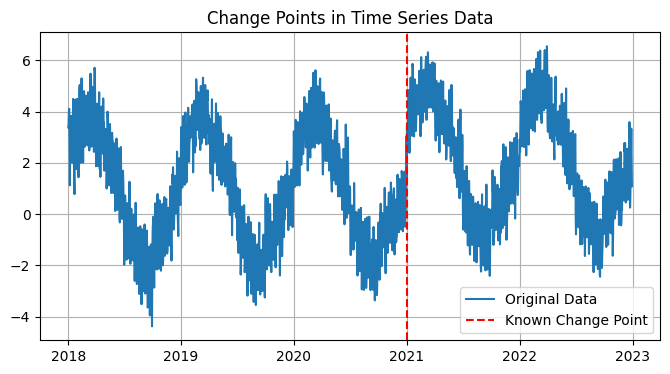 Change Points in Time Series Data
6
4
2
0
−2
−4
2018 2019 2020 2021 2022 2023
Original Data
Known Change Point